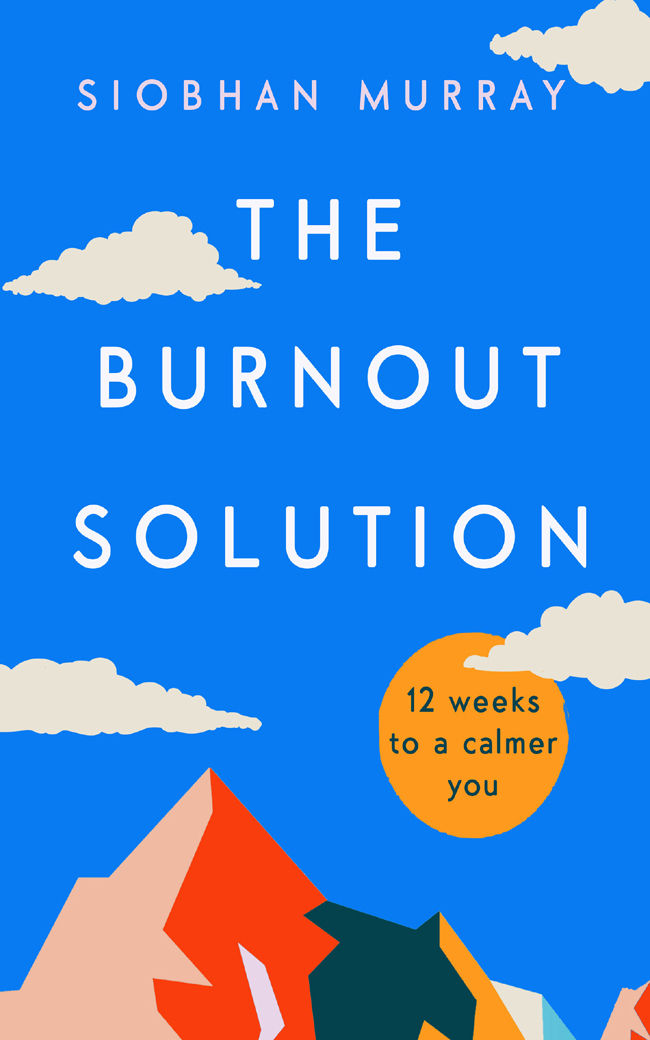 SIOBHAN MURRAY
THE
BURNOUT
SOLUTION
12 weeks
to a calmer
you